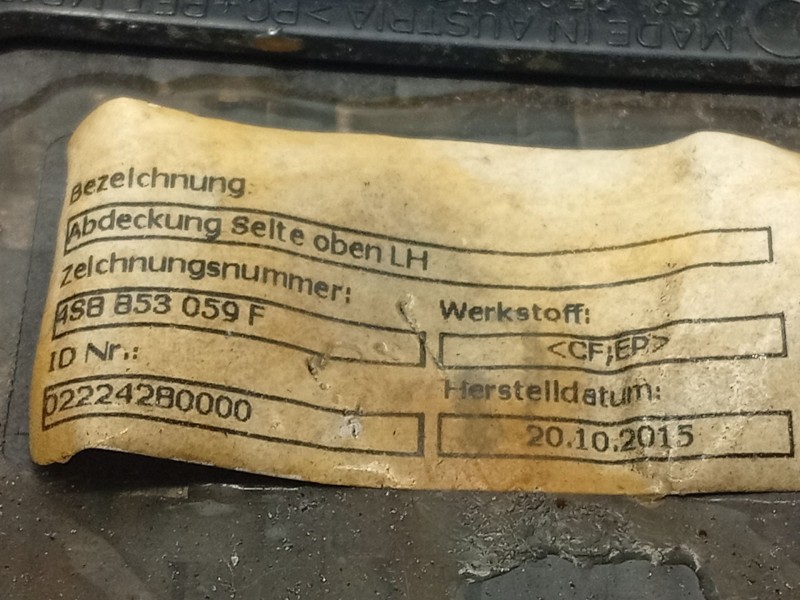 MADE IN AUSTRIA >PC+PET
Bezeichnung:
Abdeckung Seite oben LH
Zeichnungsnummer:
4S8 853 059 F
Werkstoff:
<CF;EP>
ID Nr.:
02224280000
Herstelldatum:
20.10.2015